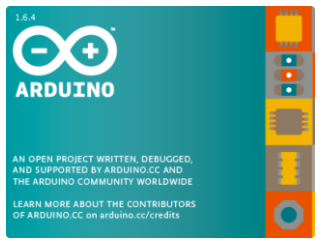 1.6.4
ARDUINO
AN OPEN PROJECT WRITTEN, DEBUGGED,
AND SUPPORTED BY ARDUINO.CC AND
THE ARDUINO COMMUNITY WORLDWIDE
LEARN MORE ABOUT THE CONTRIBUTORS
OF ARDUINO.CC on arduino.cc/credits